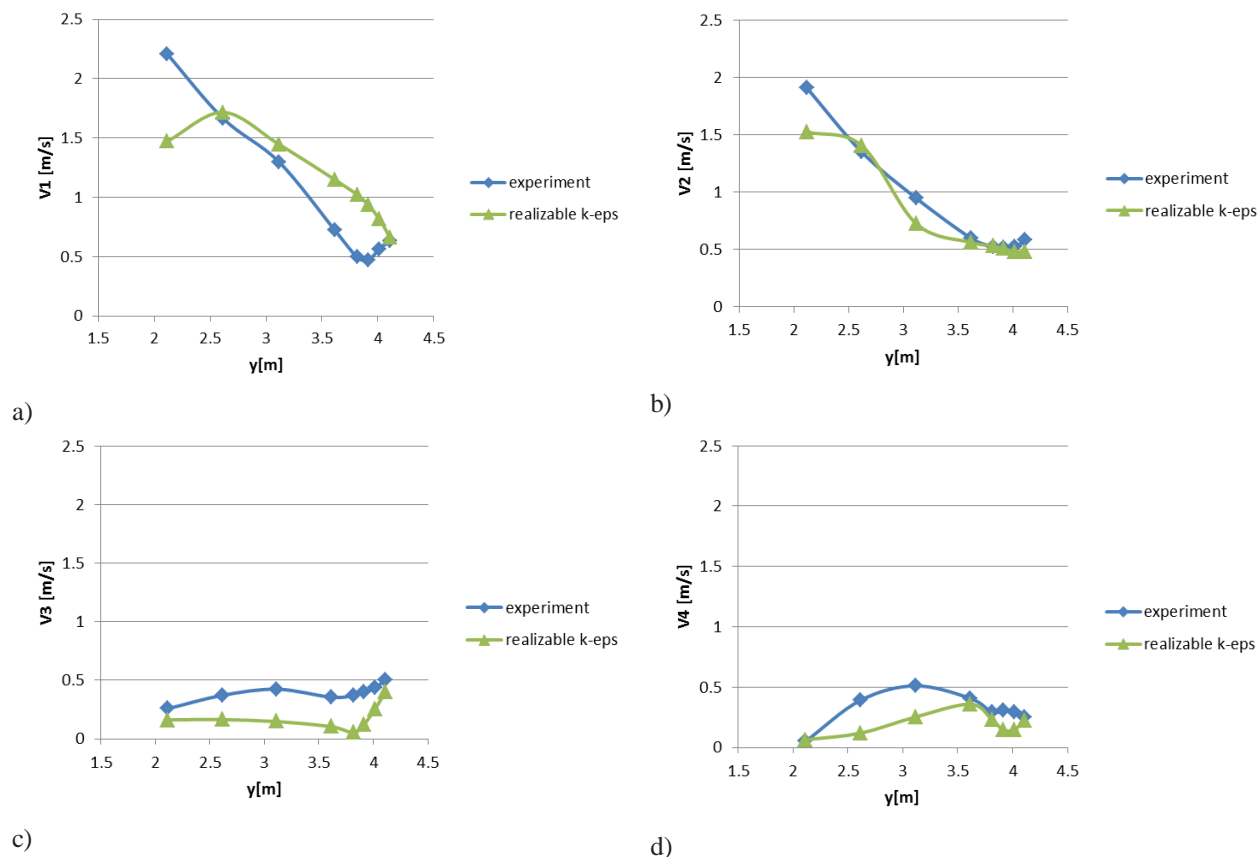 2.5
2
1.5
1
0.5
0
V1 [m/s]
1.5 2 2.5 3 3.5 4 4.5
y[m]
experiment
realizable k-eps
a)
2.5
2
1.5
1
0.5
0
V2 [m/s]
1.5 2 2.5 3 3.5 4 4.5
y[m]
experiment
realizable k-eps
b)
2.5
2
1.5
1
0.5
0
V3 [m/s]
1.5 2 2.5 3 3.5 4 4.5
y[m]
experiment
realizable k-eps
c)
2.5
2
1.5
1
0.5
0
V4 [m/s]
1.5 2 2.5 3 3.5 4 4.5
y[m]
experiment
realizable k-eps
d)